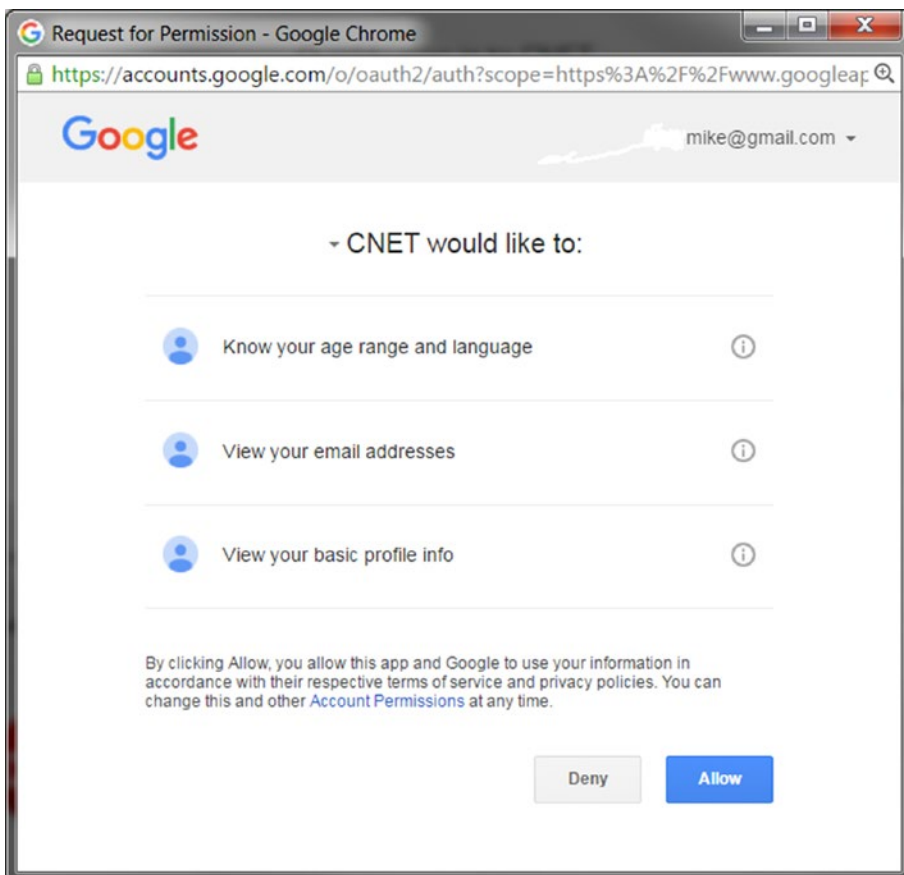 Request for Permission - Google Chrome
https://accounts.google.com/o/oauth2/auth?scope=https%3A%2F%2Fwww.googleap
Google
mike@gmail.com
CNET would like to:
Know your age range and language
View your email addresses
View your basic profile info
By clicking Allow, you allow this app and Google to use your information in
accordance with their respective terms of service and privacy policies. You can
change this and other Account Permissions at any time.
Deny Allow